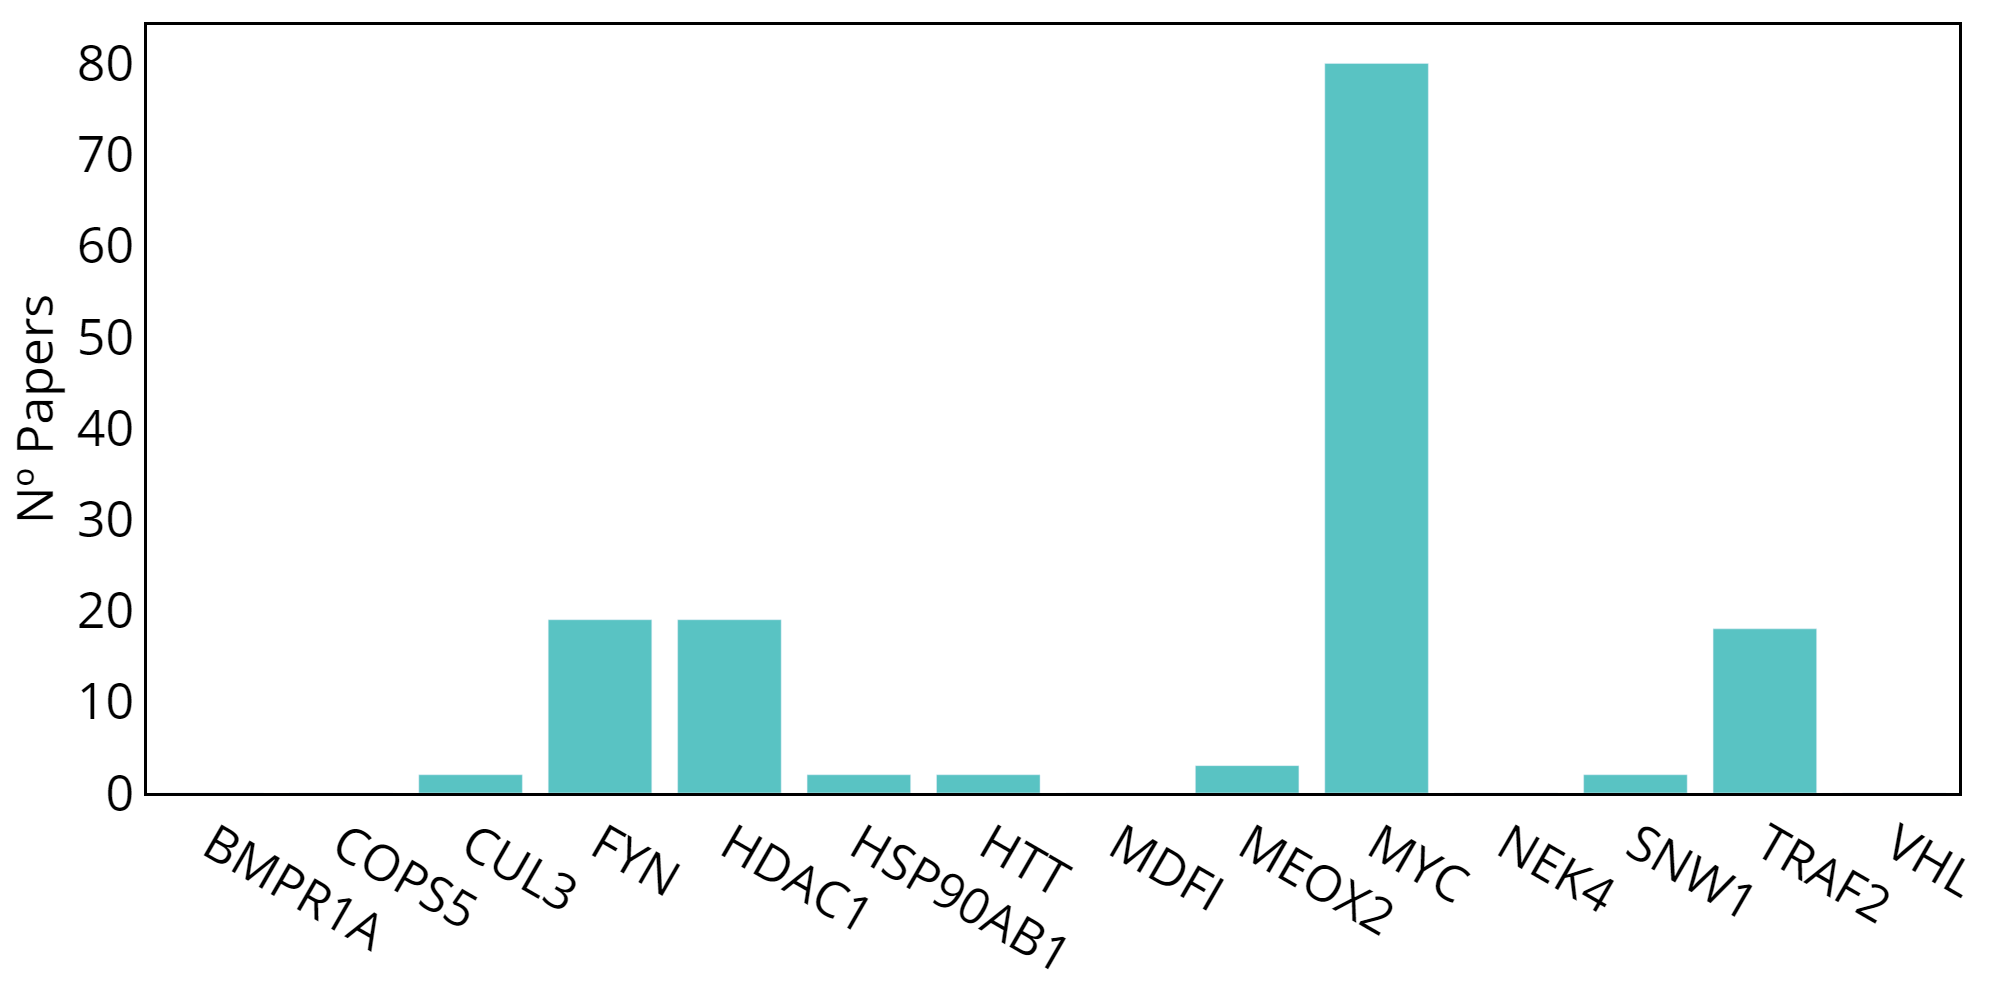 Nº Papers
80
70
60
50
40
30
20
10
0
BMPR1A
COPS5
CUL3
FYN
HDAC1
HSP90AB1
HTT
MDFI
MEOX2
MYC
NEK4
SNW1
TRAF2
VHL